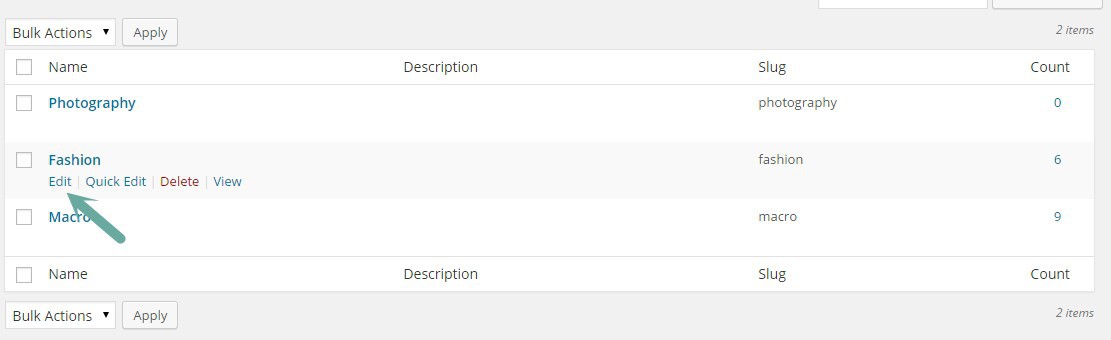 Bulk Actions Apply 2 items
Name Description Slug Count
Photography photography 0
Fashion fashion 6
Edit | Quick Edit | Delete | View
Macro macro 9
Name Description Slug Count
Bulk Actions Apply 2 items